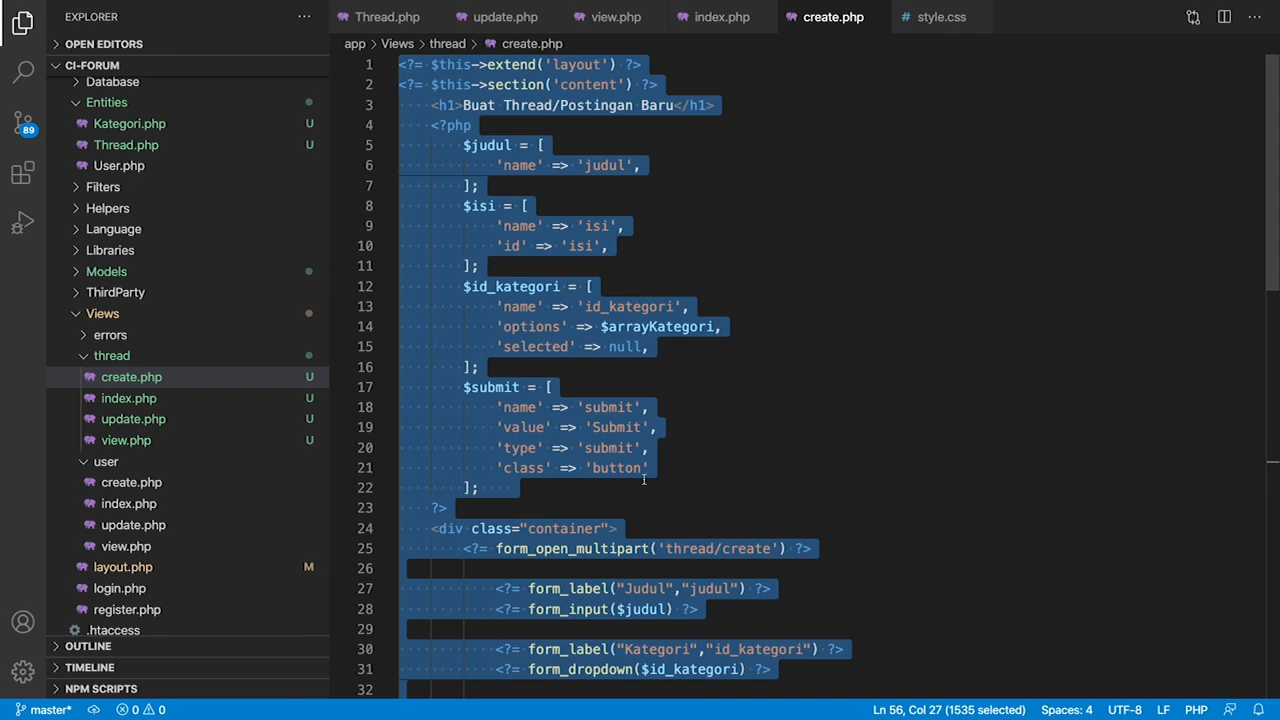 EXPLORER
Thread.php
update.php
view.php
index.php
create.php
style.css
OPEN EDITORS
app > Views > thread > create.php
CI-FORUM
Database
Entities
Kategori.php U
Thread.php U
User.php
Filters
Helpers
Language
Libraries
Models
ThirdParty
Views
errors
thread
create.php U
index.php U
update.php U
view.php U
user
create.php
index.php
update.php
view.php
layout.php M
login.php
register.php
.htaccess
OUTLINE
TIMELINE
NPM SCRIPTS
89
1 <?= $this->extend('layout') ?>
2 <?= $this->section('content') ?>
3 <h1>Buat Thread/Postingan Baru</h1>
4 <?php
5 $judul = [
6 'name' => 'judul',
7 ];
8 $isi = [
9 'name' => 'isi',
10 'id' => 'isi',
11 ];
12 $id_kategori = [
13 'name' => 'id_kategori',
14 'options' => $arrayKategori,
15 'selected' => null,
16 ];
17 $submit = [
18 'name' => 'submit',
19 'value' => 'Submit',
20 'type' => 'submit',
21 'class' => 'button'
22 ];
23 ?>
24 <div class="container">
25 <?= form_open_multipart('thread/create') ?>
26
27 <?= form_label("Judul","judul") ?>
28 <?= form_input($judul) ?>
29
30 <?= form_label("Kategori","id_kategori") ?>
31 <?= form_dropdown($id_kategori) ?>
32
master* 0 0 Ln 56, Col 27 (1535 selected) Spaces: 4 UTF-8 LF PHP